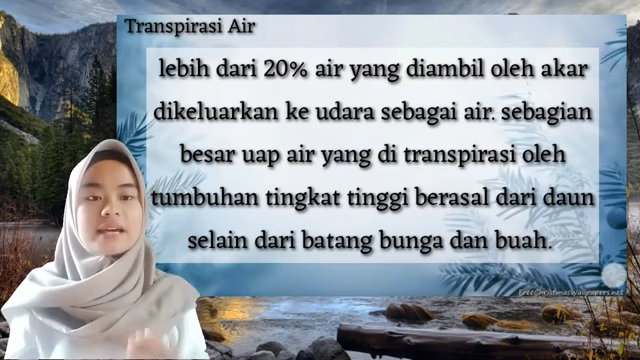 Transpirasi Air
lebih dari 20% air yang diambil oleh akar
dikeluarkan ke udara sebagai air. sebagian
besar uap air yang di transpirasi oleh
tumbuhan tingkat tinggi berasal dari daun
selain dari batang bunga dan buah.
FreeChristmasWallpapers.net